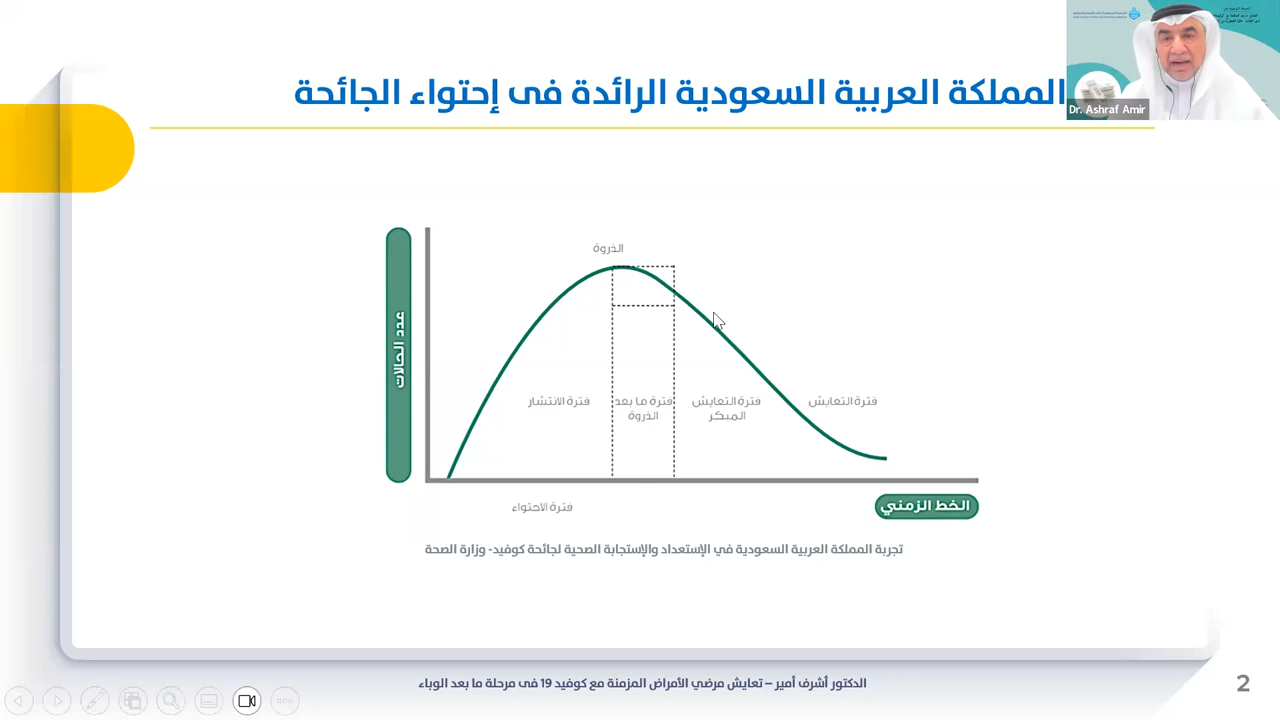 المملكة العربية السعودية الرائدة فى إحتواء الجائحة
Dr. Ashraf Amir
الذروة
عدد الحالات
فترة الانتشار
فترة ما بعد
الذروة
فترة التعايش
المبكر
فترة التعايش
فترة الاحتواء
الخط الزمني
تجربة المملكة العربية السعودية في الإستعداد والإستجابة الصحية لجائحة كوفيد- وزارة الصحة
الدكتور أشرف أمير – تعايش مرضي الأمراض المزمنة مع كوفيد 19 فى مرحلة ما بعد الوباء
2